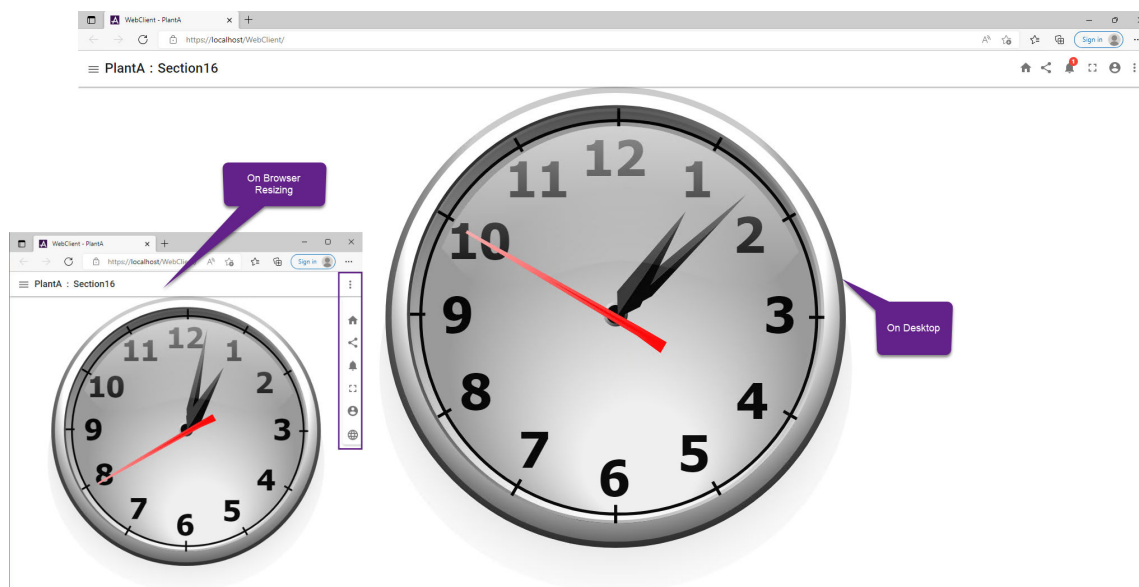 WebClient - PlantA
https://localhost/WebClient/
Sign in
PlantA : Section16
1
12
11
1
10
2
9
3
8
4
7
5
6
On Browser
Resizing
On Desktop
WebClient - PlantA
https://localhost/WebClie
Sign in
PlantA : Section16
12
11
1
10
2
9
3
8
4
7
5
6